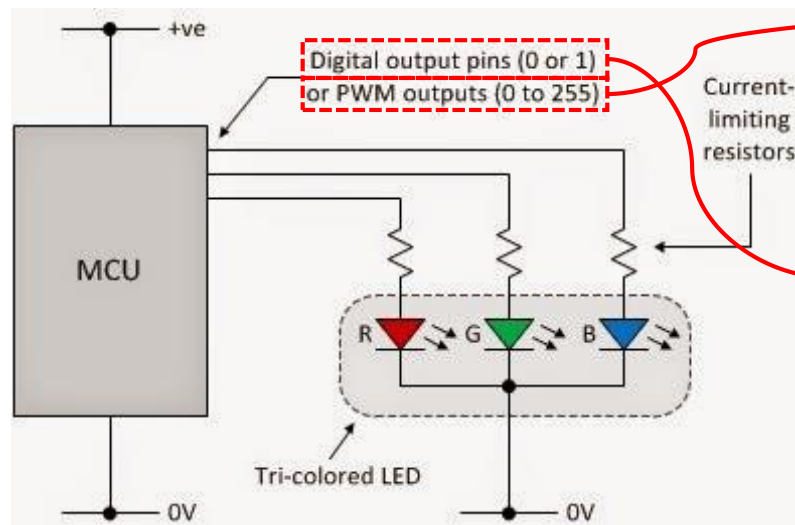 +ve
Digital output pins (0 or 1)
or PWM outputs (0 to 255)
Current-
limiting
resistors
MCU
R
G
B
Tri-colored LED
0V
0V